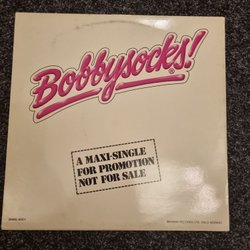 Bobbysocks!
A MAXI-SINGLE
FOR PROMOTION
NOT FOR SALE